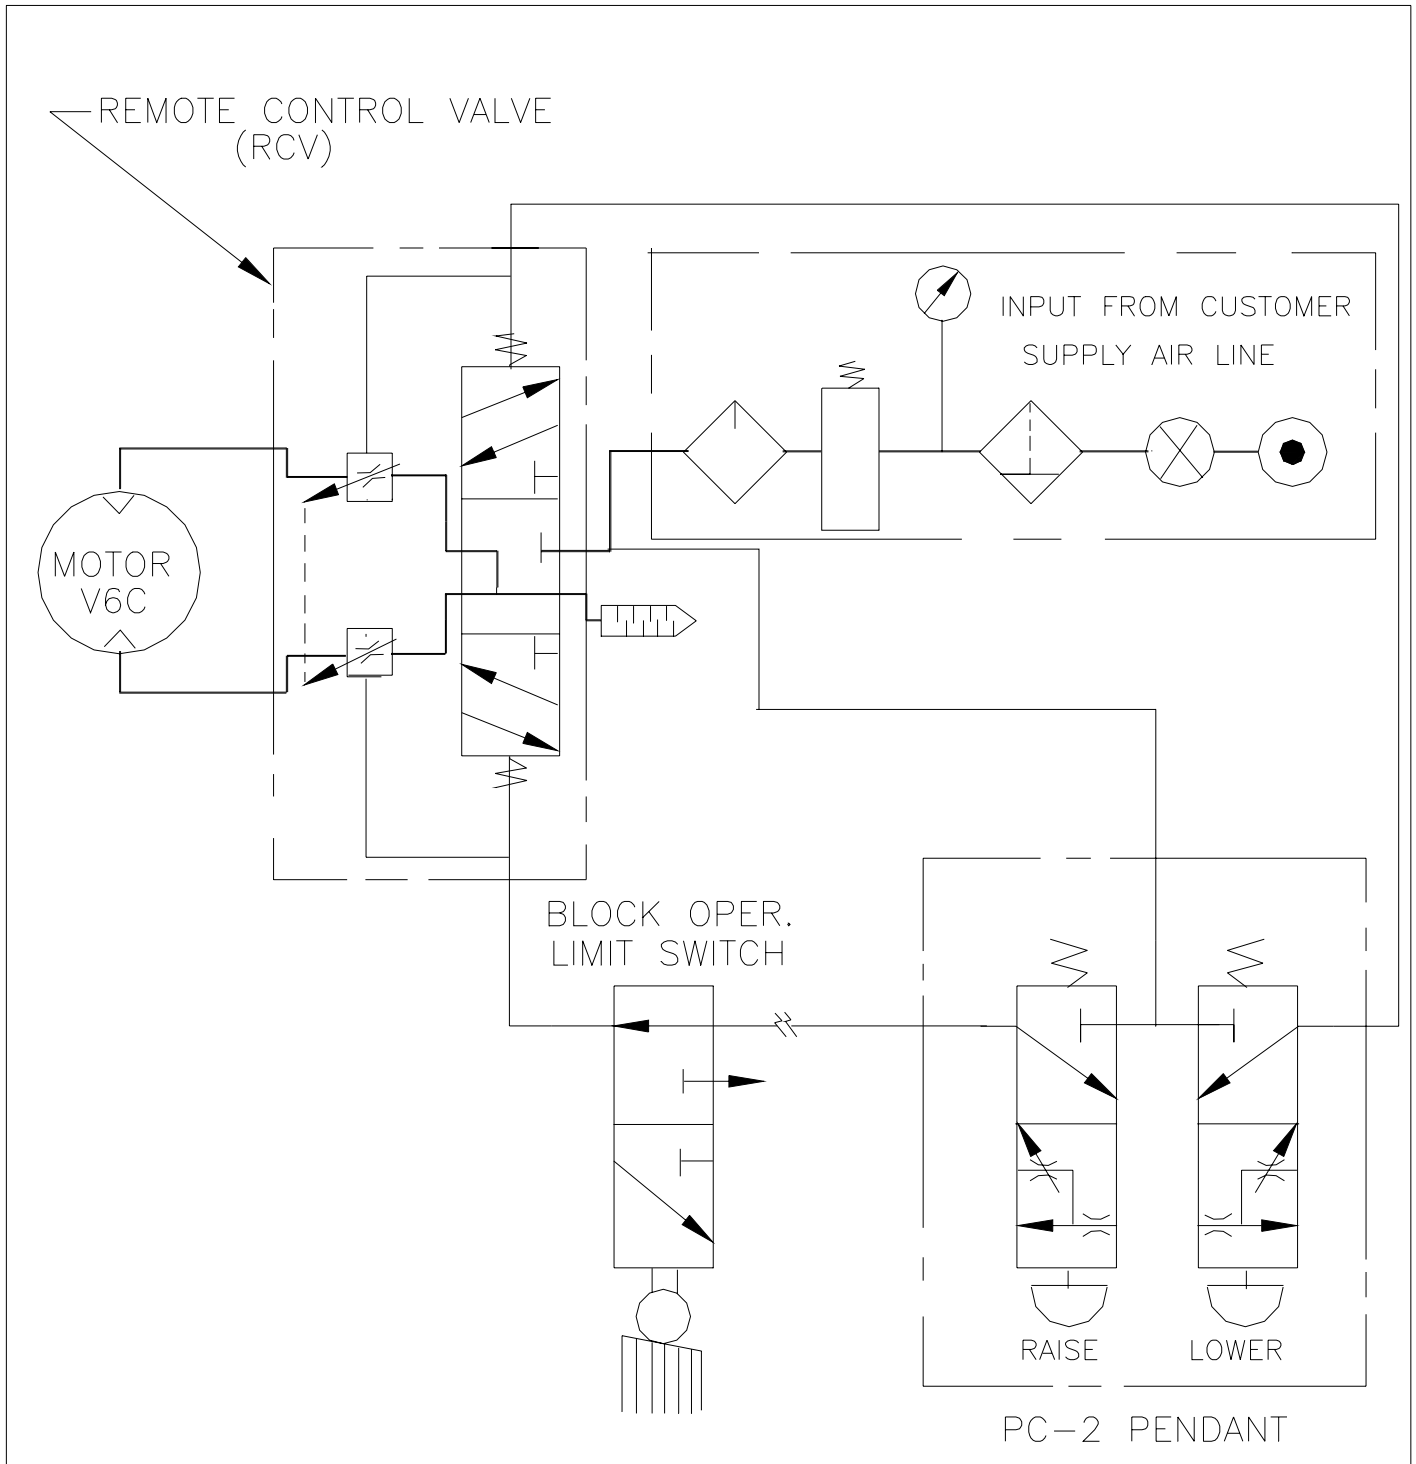 REMOTE CONTROL VALVE
(RCV)
INPUT FROM CUSTOMER
SUPPLY AIR LINE
MOTOR
V6C
BLOCK OPER.
LIMIT SWITCH
RAISE
LOWER
PC-2 PENDANT